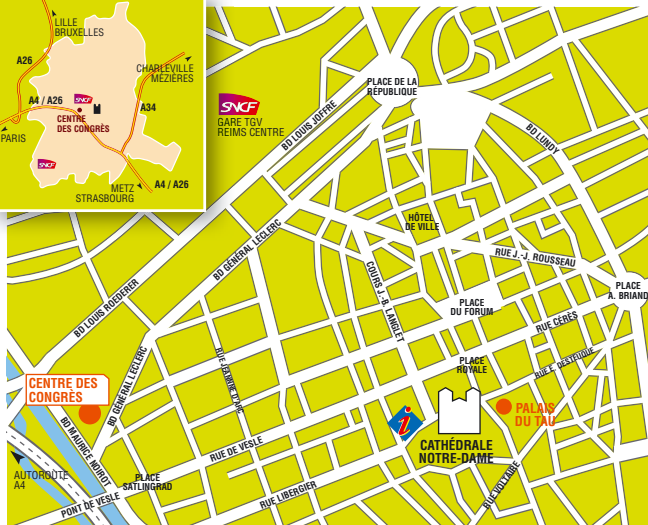 LILLE
BRUXELLES
A26
CHARLEVILLE
MÉZIÈRES
A4 / A26
SNCF
A34
CENTRE
DES CONGRÈS
PARIS
SNCF
METZ
STRASBOURG
A4 / A26
SNCF
GARE TGV
REIMS CENTRE
PLACE DE LA
RÉPUBLIQUE
BD LOUIS JOFFRE
BD LUNDY
HÔTEL
DE VILLE
BD GÉNÉRAL LECLERC
RUE J.-J. ROUSSEAU
COURS J.-B. LANGLET
PLACE
A. BRIAND
BD LOUIS ROEDERER
PLACE
DU FORUM
RUE CÉRÈS
PLACE
ROYALE
RUE E. DESTEUQUE
BD GÉNÉRAL LECLERC
RUE JEANNE D'ARC
CENTRE DES
CONGRÈS
BD MAURICE NOIROT
i
PALAIS
DU TAU
CATHÉDRALE
NOTRE-DAME
RUE DE VESLE
AUTOROUTE
A4
PLACE
SATLINGRAD
RUE VOLTAIRE
RUE LIBERGIER
PONT DE VESLE